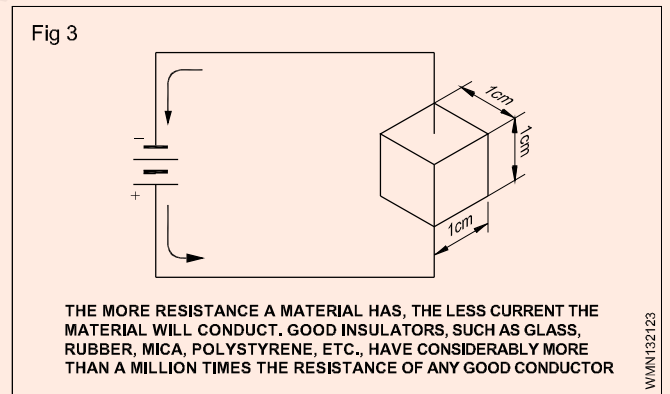 Fig 3
1cm
1cm
1cm
–
+
THE MORE RESISTANCE A MATERIAL HAS, THE LESS CURRENT THE
MATERIAL WILL CONDUCT. GOOD INSULATORS, SUCH AS GLASS,
RUBBER, MICA, POLYSTYRENE, ETC., HAVE CONSIDERABLY MORE
THAN A MILLION TIMES THE RESISTANCE OF ANY GOOD CONDUCTOR
WMN132123